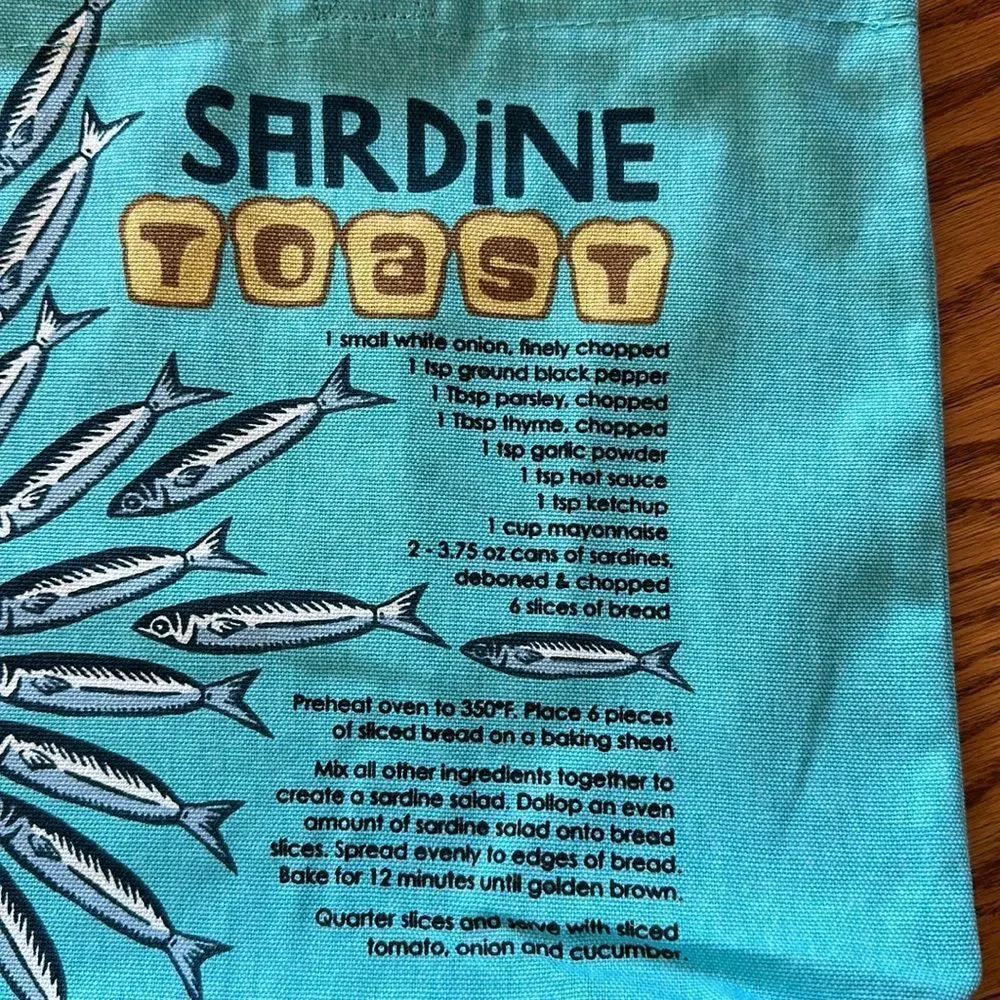 SARDiNE
TOaST
1 small white onion, finely chopped
1 tsp ground black pepper
1 Tbsp parsley, chopped
1 Tbsp thyme, chopped
1 tsp garlic powder
1 tsp hot sauce
1 tsp ketchup
1 cup mayonnaise
2 - 3.75 oz cans of sardines,
deboned & chopped
6 slices of bread
Preheat oven to 350°F. Place 6 pieces
of sliced bread on a baking sheet.
Mix all other ingredients together to
create a sardine salad. Dollop an even
amount of sardine salad onto bread
slices. Spread evenly to edges of bread.
Bake for 12 minutes until golden brown.
Quarter slices and serve with sliced
tomato, onion and cucumber.